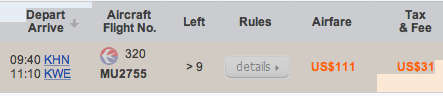 Depart Arrive Aircraft Flight No. Left Rules Airfare Tax & Fee
09:40 KHN 320 > 9 details US$111 US$31
11:10 KWE MU2755